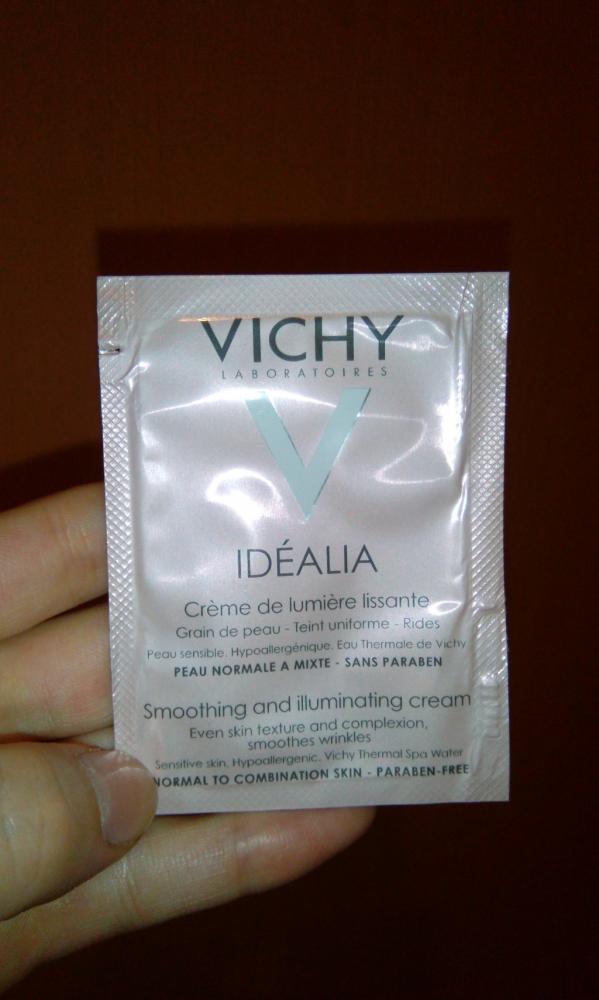 VICHY
LABORATOIRES
IDÉALIA
Crème de lumière lissante
Grain de peau - Teint uniforme - Rides
Peau sensible. Hypoallergénique. Eau Thermale de Vichy
PEAU NORMALE A MIXTE - SANS PARABEN
Smoothing and illuminating cream
Even skin texture and complexion,
smoothes wrinkles
Sensitive skin. Hypoallergenic. Vichy Thermal Spa Water
NORMAL TO COMBINATION SKIN - PARABEN-FREE